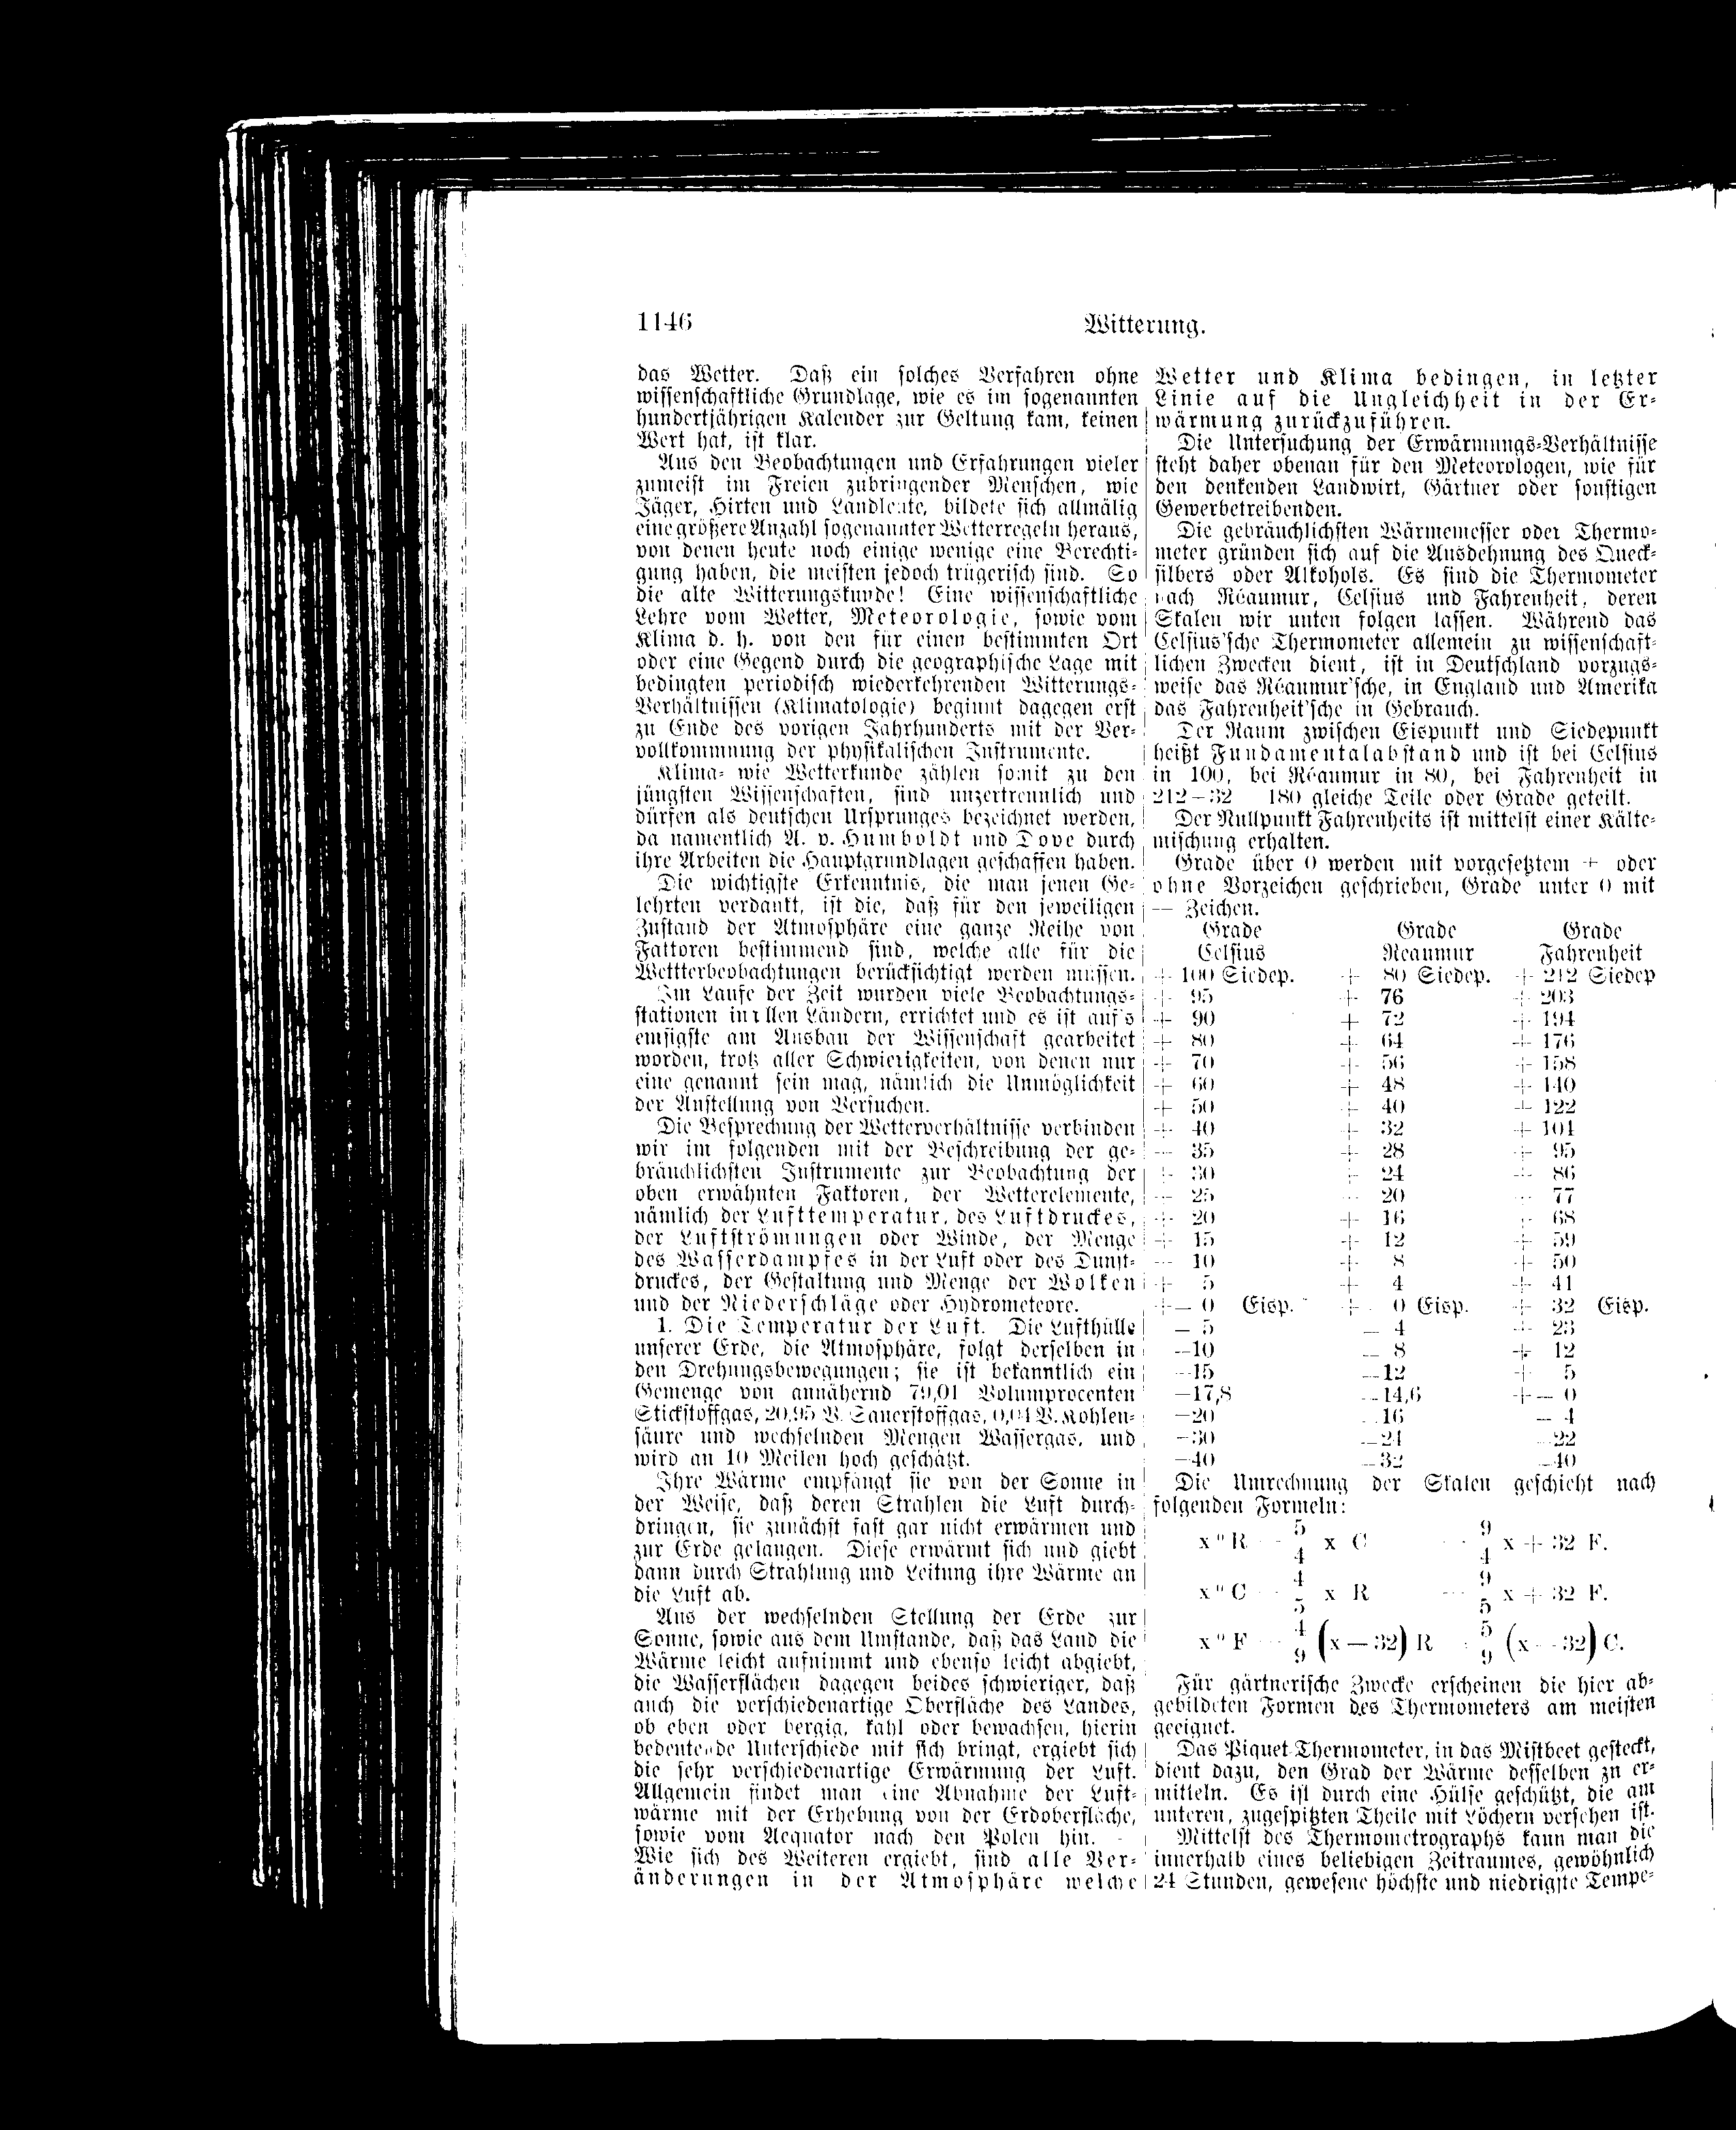 1146
Witterung.
das Wetter. Daß ein solches Verfahren ohne
wissenschaftliche Grundlage, wie es im sogenannten
hundertjährigen Kalender zur Geltung kam, keinen
Wert hat, ist klar.
Aus den Beobachtungen und Erfahrungen vieler
zumeist im Freien zubringender Menschen, wie
Jäger, Hirten und Landleute, bildete sich allmälig
eine größere Anzahl sogenannter Wetterregeln heraus,
von denen heute noch einige wenige eine Berechti-
gung haben, die meisten jedoch trügerisch sind. So
die alte Witterungskunde! Eine wissenschaftliche
Lehre vom Wetter, Meteorologie, sowie vom
Klima d. h. von den für einen bestimmten Ort
oder eine Gegend durch die geographische Lage mit
bedingten periodisch wiederkehrenden Witterungs-
Verhältnissen (Klimatologie) beginnt dagegen erst
zu Ende des vorigen Jahrhunderts mit der Ver-
vollkommnung der physikalischen Instrumente.
Klima- wie Wetterkunde zählen somit zu den
jüngsten Wissenschaften, sind unzertrennlich und
dürfen als deutschen Ursprunges bezeichnet werden,
da namentlich A. v. Humboldt und Dove durch
ihre Arbeiten die Hauptgrundlagen geschaffen haben.
Die wichtigste Erkenntnis, die man jenen Ge-
lehrten verdankt, ist die, daß für den jeweiligen
Zustand der Atmosphäre eine ganze Reihe von
Faktoren bestimmend sind, welche alle für die
Wettterbeobachtungen berücksichtigt werden müssen.
Im Laufe der Zeit wurden viele Beobachtungs-
stationen in allen Ländern, errichtet und es ist auf's
emsigste am Ausbau der Wissenschaft gearbeitet
worden, trotz aller Schwierigkeiten, von denen nur
eine genannt sein mag, nämlich die Unmöglichkeit
der Anstellung von Versuchen.
Die Besprechung der Wetterverhältnisse verbinden
wir im folgenden mit der Beschreibung der ge-
bräuchlichsten Instrumente zur Beobachtung der
oben erwähnten Faktoren, der Wetterelemente,
nämlich der Lufttemperatur, des Luftdruckes,
der Luftströmungen oder Winde, der Menge
des Wasserdampfes in der Luft oder des Dunst-
druckes, der Gestaltung und Menge der Wolken
und der Niederschläge oder Hydrometeore.
1. Die Temperatur der Luft. Die Lufthülle
unserer Erde, die Atmosphäre, folgt derselben in
den Drehungsbewegungen; sie ist bekanntlich ein
Gemenge von annähernd 79,01 Volumprocenten
Stickstoffgas, 20,95 V. Sauerstoffgas, 0,04 V. Kohlen-
säure und wechselnden Mengen Wassergas, und
wird an 10 Meilen hoch geschätzt.
Ihre Wärme empfängt sie von der Sonne in
der Weise, daß deren Strahlen die Luft durch-
dringen, sie zunächst fast gar nicht erwärmen und
zur Erde gelangen. Diese erwärmt sich und giebt
dann durch Strahlung und Leitung ihre Wärme an
die Luft ab.
Aus der wechselnden Stellung der Erde zur
Sonne, sowie aus dem Umstande, daß das Land die
Wärme leicht aufnimmt und ebenso leicht abgiebt,
die Wasserflächen dagegen beides schwieriger, daß
auch die verschiedenartige Oberfläche des Landes,
ob eben oder bergig, kahl oder bewachsen, hierin
bedeutende Unterschiede mit sich bringt, ergiebt sich
die sehr verschiedenartige Erwärmung der Luft.
Allgemein findet man eine Abnahme der Luft-
wärme mit der Erhebung von der Erdoberfläche,
sowie vom Aequator nach den Polen hin. -
Wie sich des Weiteren ergiebt, sind alle Ver-
änderungen in der Atmosphäre welche
Wetter und Klima bedingen, in letzter
Linie auf die Ungleichheit in der Er-
wärmung zurückzuführen.
Die Untersuchung der Erwärmungs-Verhältnisse
steht daher obenan für den Meteorologen, wie für
den denkenden Landwirt, Gärtner oder sonstigen
Gewerbetreibenden.
Die gebräuchlichsten Wärmemesser oder Thermo-
meter gründen sich auf die Ausdehnung des Queck-
silbers oder Alkohols. Es sind die Thermometer
nach Réaumur, Celsius und Fahrenheit, deren
Skalen wir unten folgen lassen. Während das
Celsius'sche Thermometer allemein zu wissenschaft-
lichen Zwecken dient, ist in Deutschland vorzugs-
weise das Réaumur'sche, in England und Amerika
das Fahrenheit'sche in Gebrauch.
Der Raum zwischen Eispunkt und Siedepunkt
heißt Fundamentalabstand und ist bei Celsius
in 100, bei Réaumur in 80, bei Fahrenheit in
212–32 180 gleiche Teile oder Grade geteilt.
Der Nullpunkt Fahrenheits ist mittelst einer Kälte-
mischung erhalten.
Grade über 0 werden mit vorgesetztem + oder
ohne Vorzeichen geschrieben, Grade unter 0 mit
— Zeichen.
Grade Grade Grade
Celsius Reaumur Fahrenheit
+ 100 Siedep. + 80 Siedep. + 212 Siedep
+ 95 + 76 + 203
+ 90 + 72 + 194
+ 80 + 64 + 176
+ 70 + 56 + 158
+ 60 + 48 + 140
+ 50 + 40 + 122
+ 40 + 32 + 104
+ 35 + 28 + 95
+ 30 + 24 + 86
+ 25 + 20 + 77
+ 20 + 16 + 68
+ 15 + 12 + 59
+ 10 + 8 + 50
+ 5 + 4 + 41
+— 0 Eisp. + 0 Eisp. + 32 Eisp.
— 5 — 4 + 23
—10 — 8 + 12
—15 —12 + 5
—17,8 —14,6 +— 0
—20 16 — 4
—30 —24 —22
—40 —32 —40
Die Umrechnung der Skalen geschieht nach
folgenden Formeln:
x° R 5/4 x C 9/4 x + 32 F.
x° C 4/5 x R 9/5 x + 32 F.
x° F 4/9 (x — 32) R 5/9 (x — 32) C.
Für gärtnerische Zwecke erscheinen die hier ab-
gebildeten Formen des Thermometers am meisten
geeignet.
Das Piquet-Thermometer, in das Mistbeet gesteckt,
dient dazu, den Grad der Wärme desselben zu er-
mitteln. Es ist durch eine Hülse geschützt, die am
unteren, zugespitzten Theile mit Löchern versehen ist.
Mittelst des Thermometrographs kann man die
innerhalb eines beliebigen Zeitraumes, gewöhnlich
24 Stunden, gewesene höchste und niedrigste Tempe-